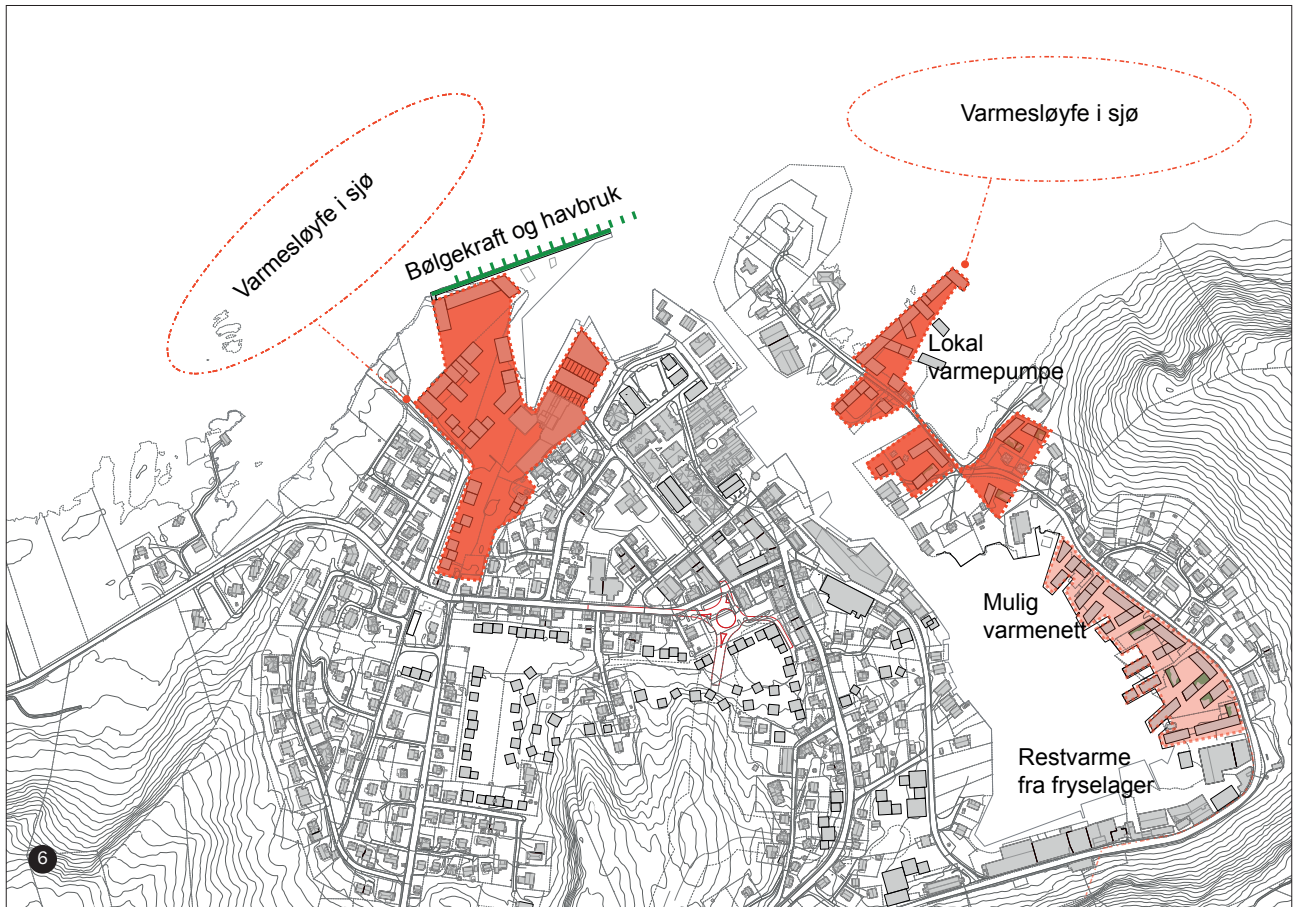 Varmesløyfe i sjø
Varmesløyfe i sjø
Bølgekraft og havbruk
Lokal
varmepumpe
Mulig
varmenett
Restvarme
fra fryselager
6